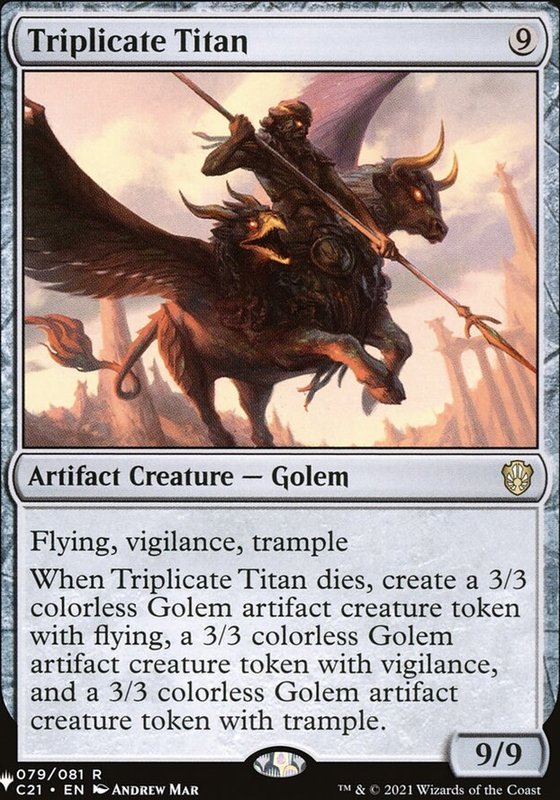 Triplicate Titan 9
Artifact Creature — Golem
Flying, vigilance, trample
When Triplicate Titan dies, create a 3/3
colorless Golem artifact creature token
with flying, a 3/3 colorless Golem
artifact creature token with vigilance,
and a 3/3 colorless Golem artifact
creature token with trample.
9/9
079/081 R
C21 • EN Andrew Mar
™ & © 2021 Wizards of the Coast